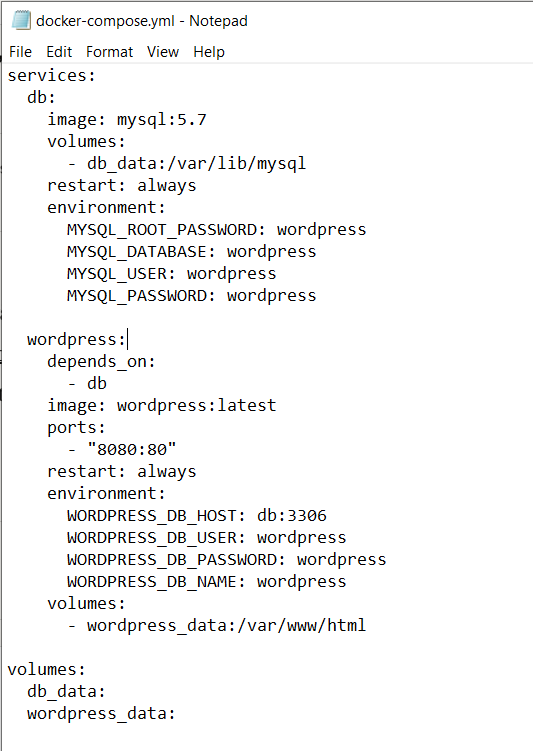 docker-compose.yml - Notepad
File Edit Format View Help
services:
  db:
    image: mysql:5.7
    volumes:
      - db_data:/var/lib/mysql
    restart: always
    environment:
      MYSQL_ROOT_PASSWORD: wordpress
      MYSQL_DATABASE: wordpress
      MYSQL_USER: wordpress
      MYSQL_PASSWORD: wordpress

  wordpress:
    depends_on:
      - db
    image: wordpress:latest
    ports:
      - "8080:80"
    restart: always
    environment:
      WORDPRESS_DB_HOST: db:3306
      WORDPRESS_DB_USER: wordpress
      WORDPRESS_DB_PASSWORD: wordpress
      WORDPRESS_DB_NAME: wordpress
    volumes:
      - wordpress_data:/var/www/html

volumes:
  db_data:
  wordpress_data: